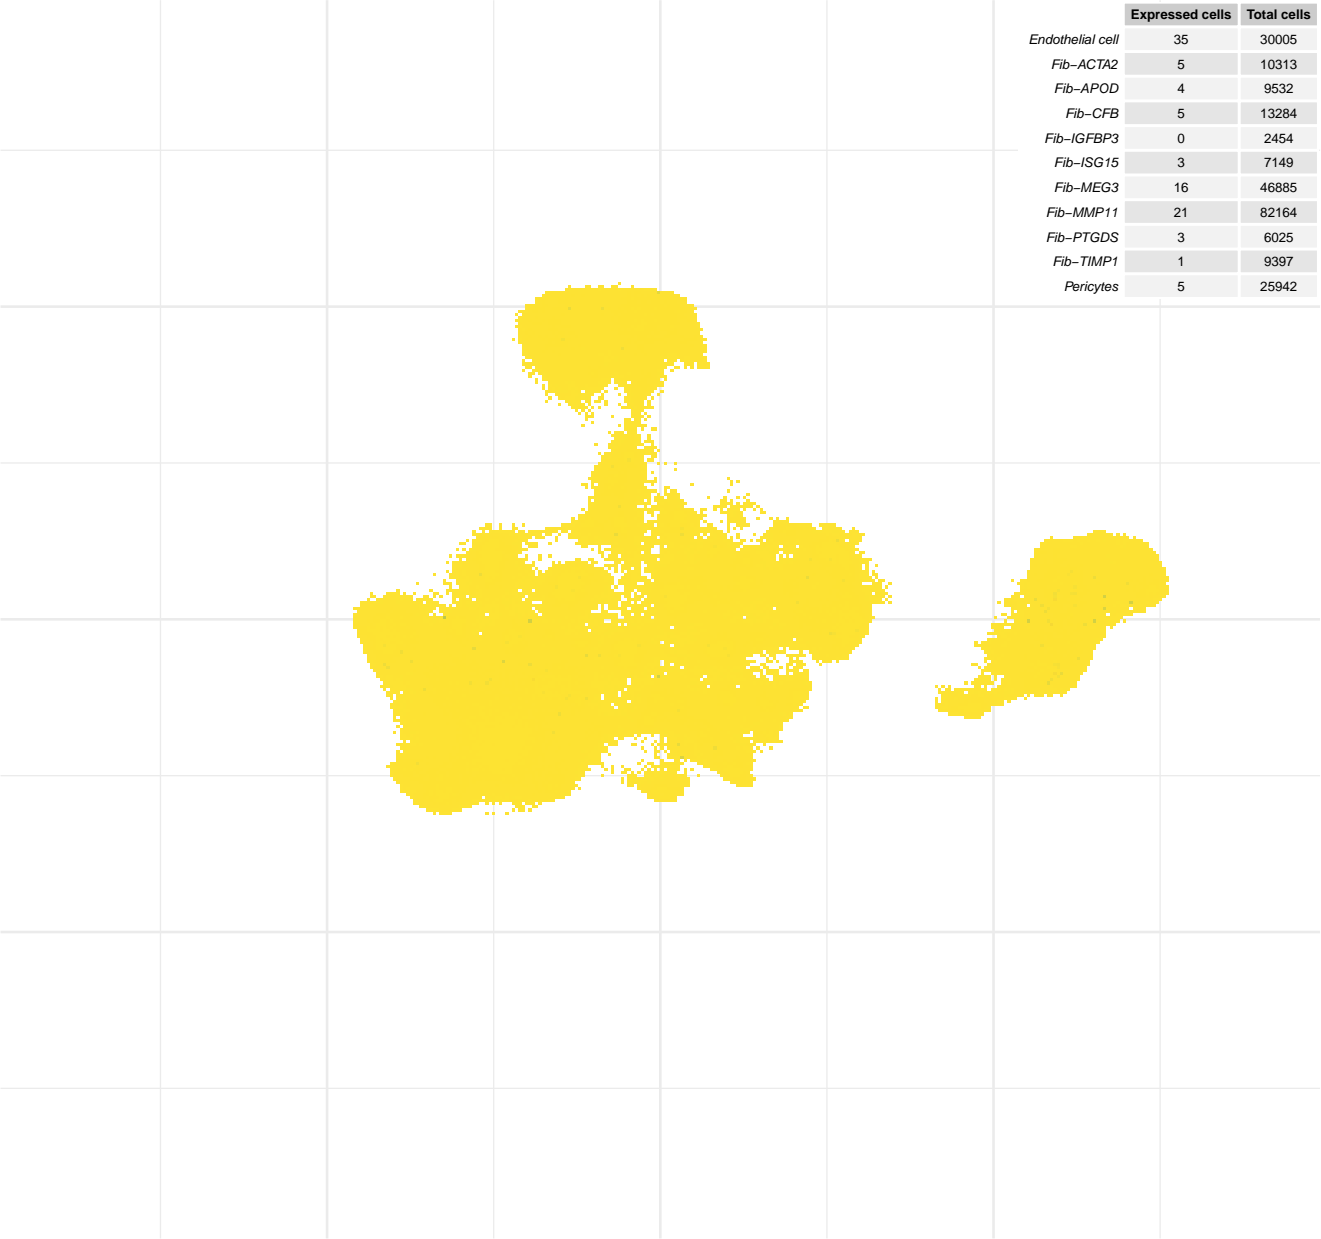 Expressed cells Total cells
Endothelial cell 35 30005
Fib−ACTA2 5 10313
Fib−APOD 4 9532
Fib−CFB 5 13284
Fib−IGFBP3 0 2454
Fib−ISG15 3 7149
Fib−MEG3 16 46885
Fib−MMP11 21 82164
Fib−PTGDS 3 6025
Fib−TIMP1 1 9397
Pericytes 5 25942